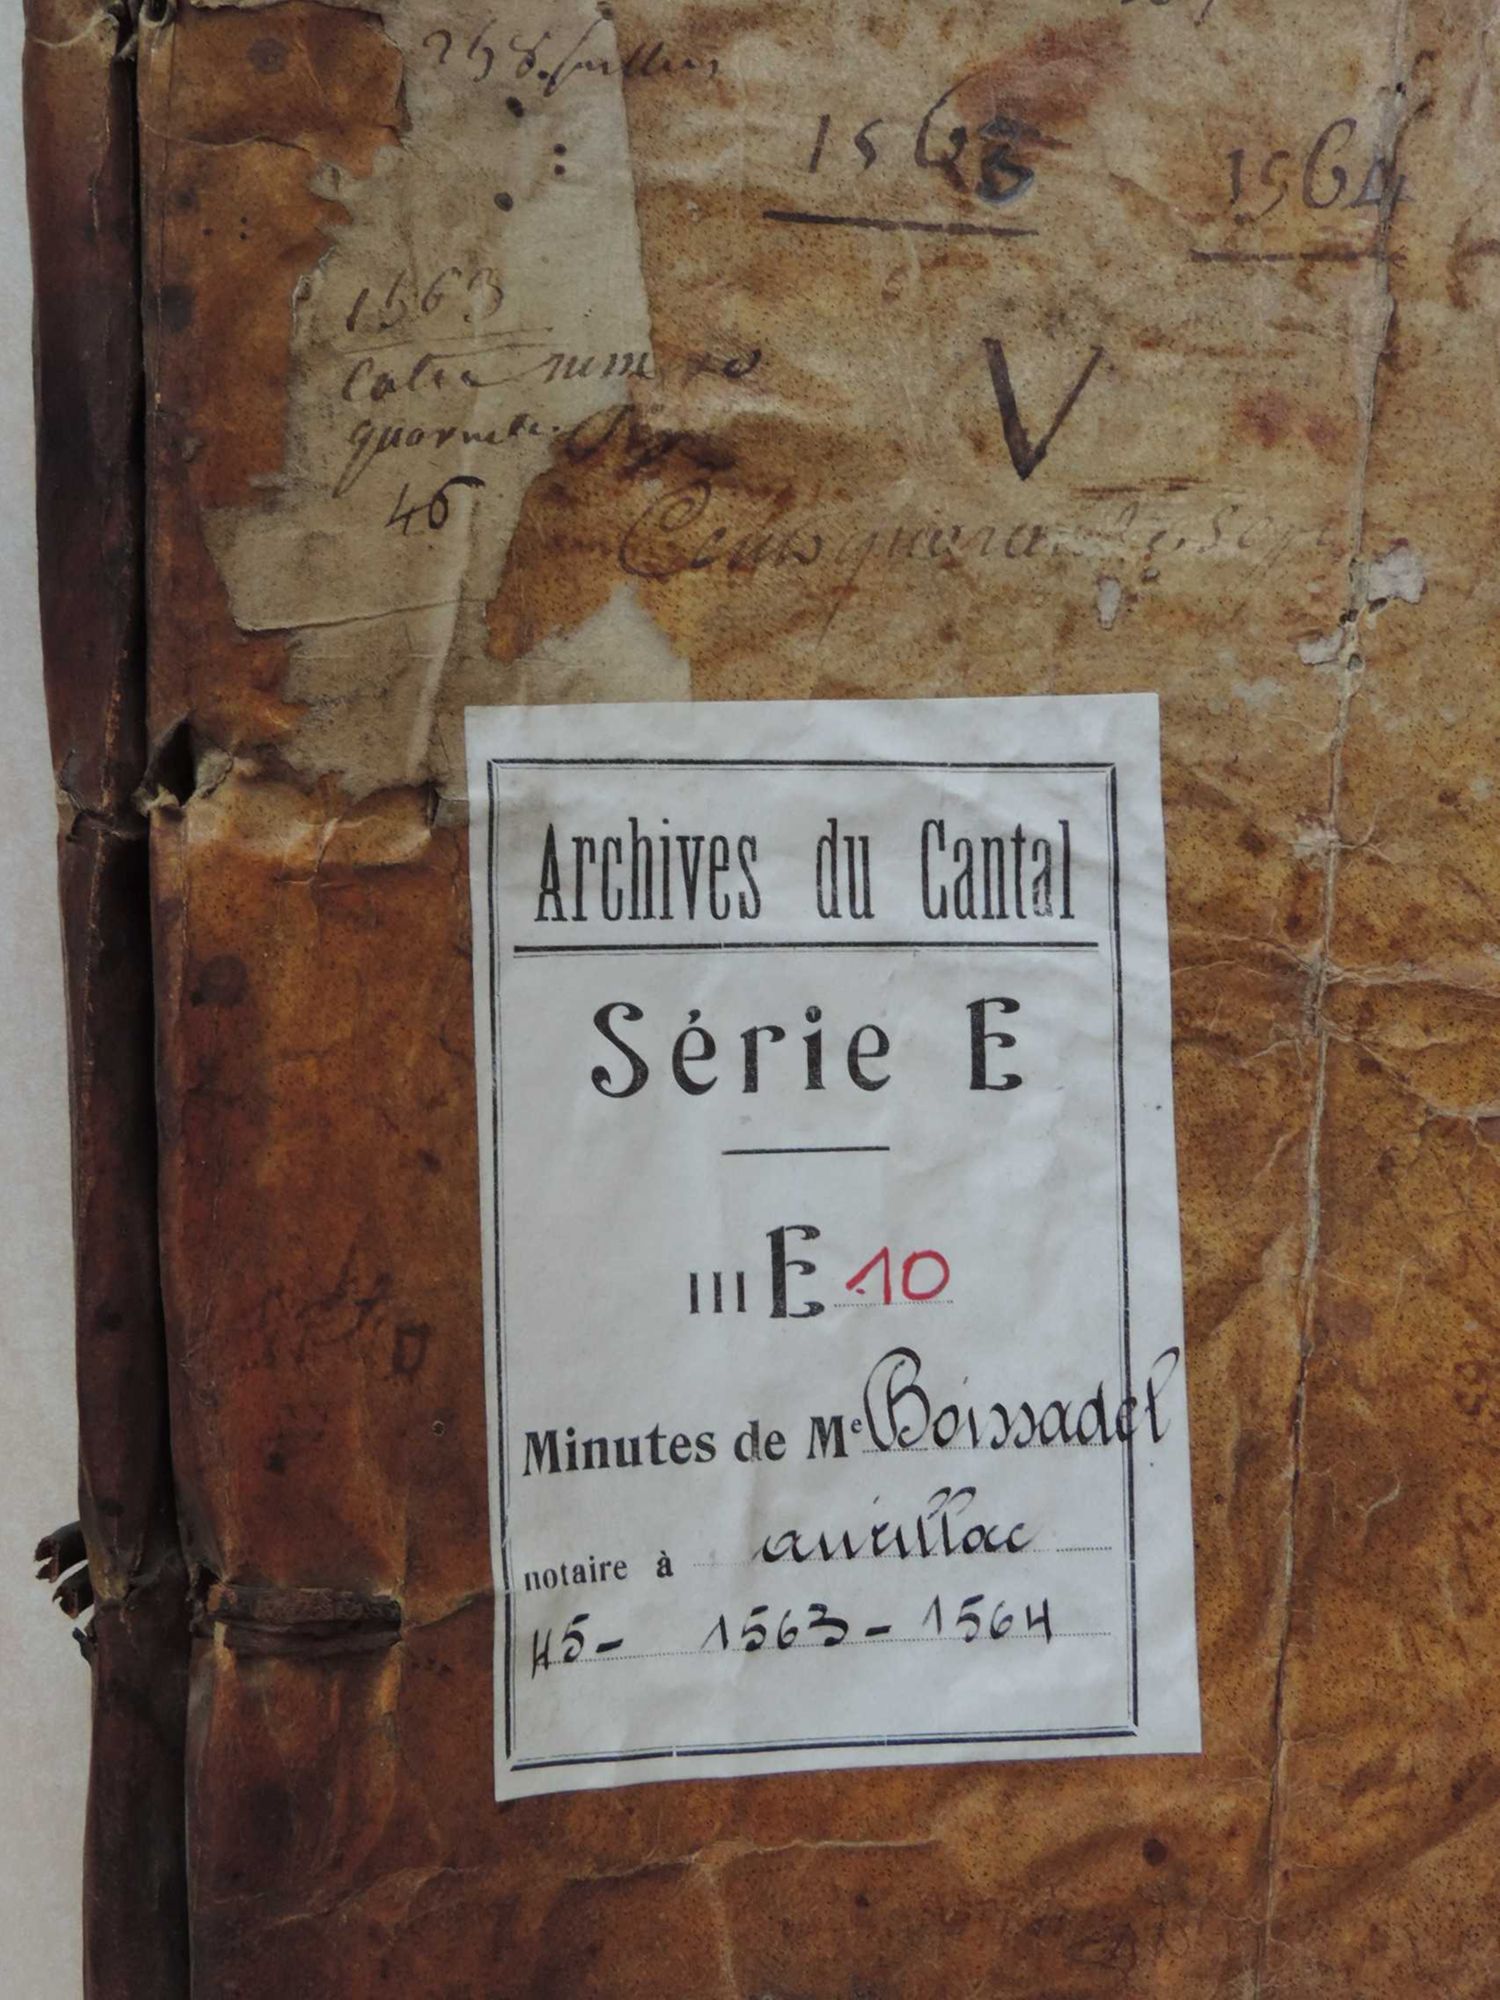 1563
1564
1563
Cotté numero
quarante
46
V
Archives du Cantal
Série E
III E 10
Minutes de Me Boissadel
notaire à aurillac
45- 1563-1564